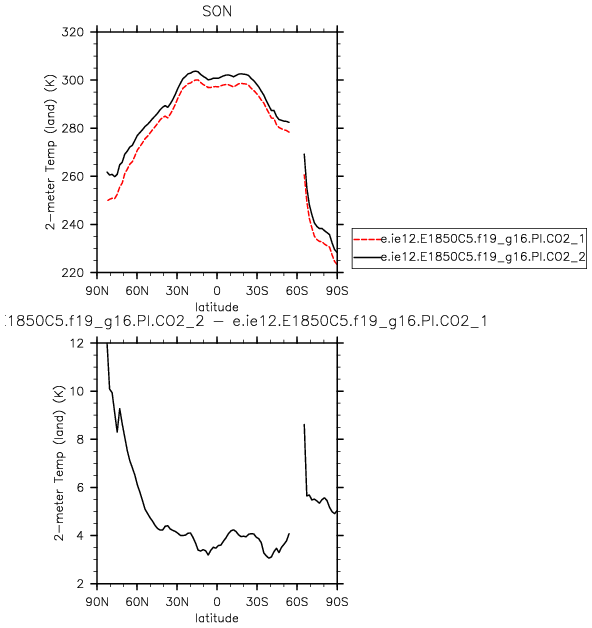 SON
320
300
280
260
240
220
2-meter Temp (land) (K)
90N 60N 30N 0 30S 60S 90S
latitude
e.ie12.E1850C5.f19_g16.PI.CO2_1
e.ie12.E1850C5.f19_g16.PI.CO2_2
:1850C5.f19_g16.PI.CO2_2 - e.ie12.E1850C5.f19_g16.PI.CO2_1
12
10
8
6
4
2
2-meter Temp (land) (K)
90N 60N 30N 0 30S 60S 90S
latitude